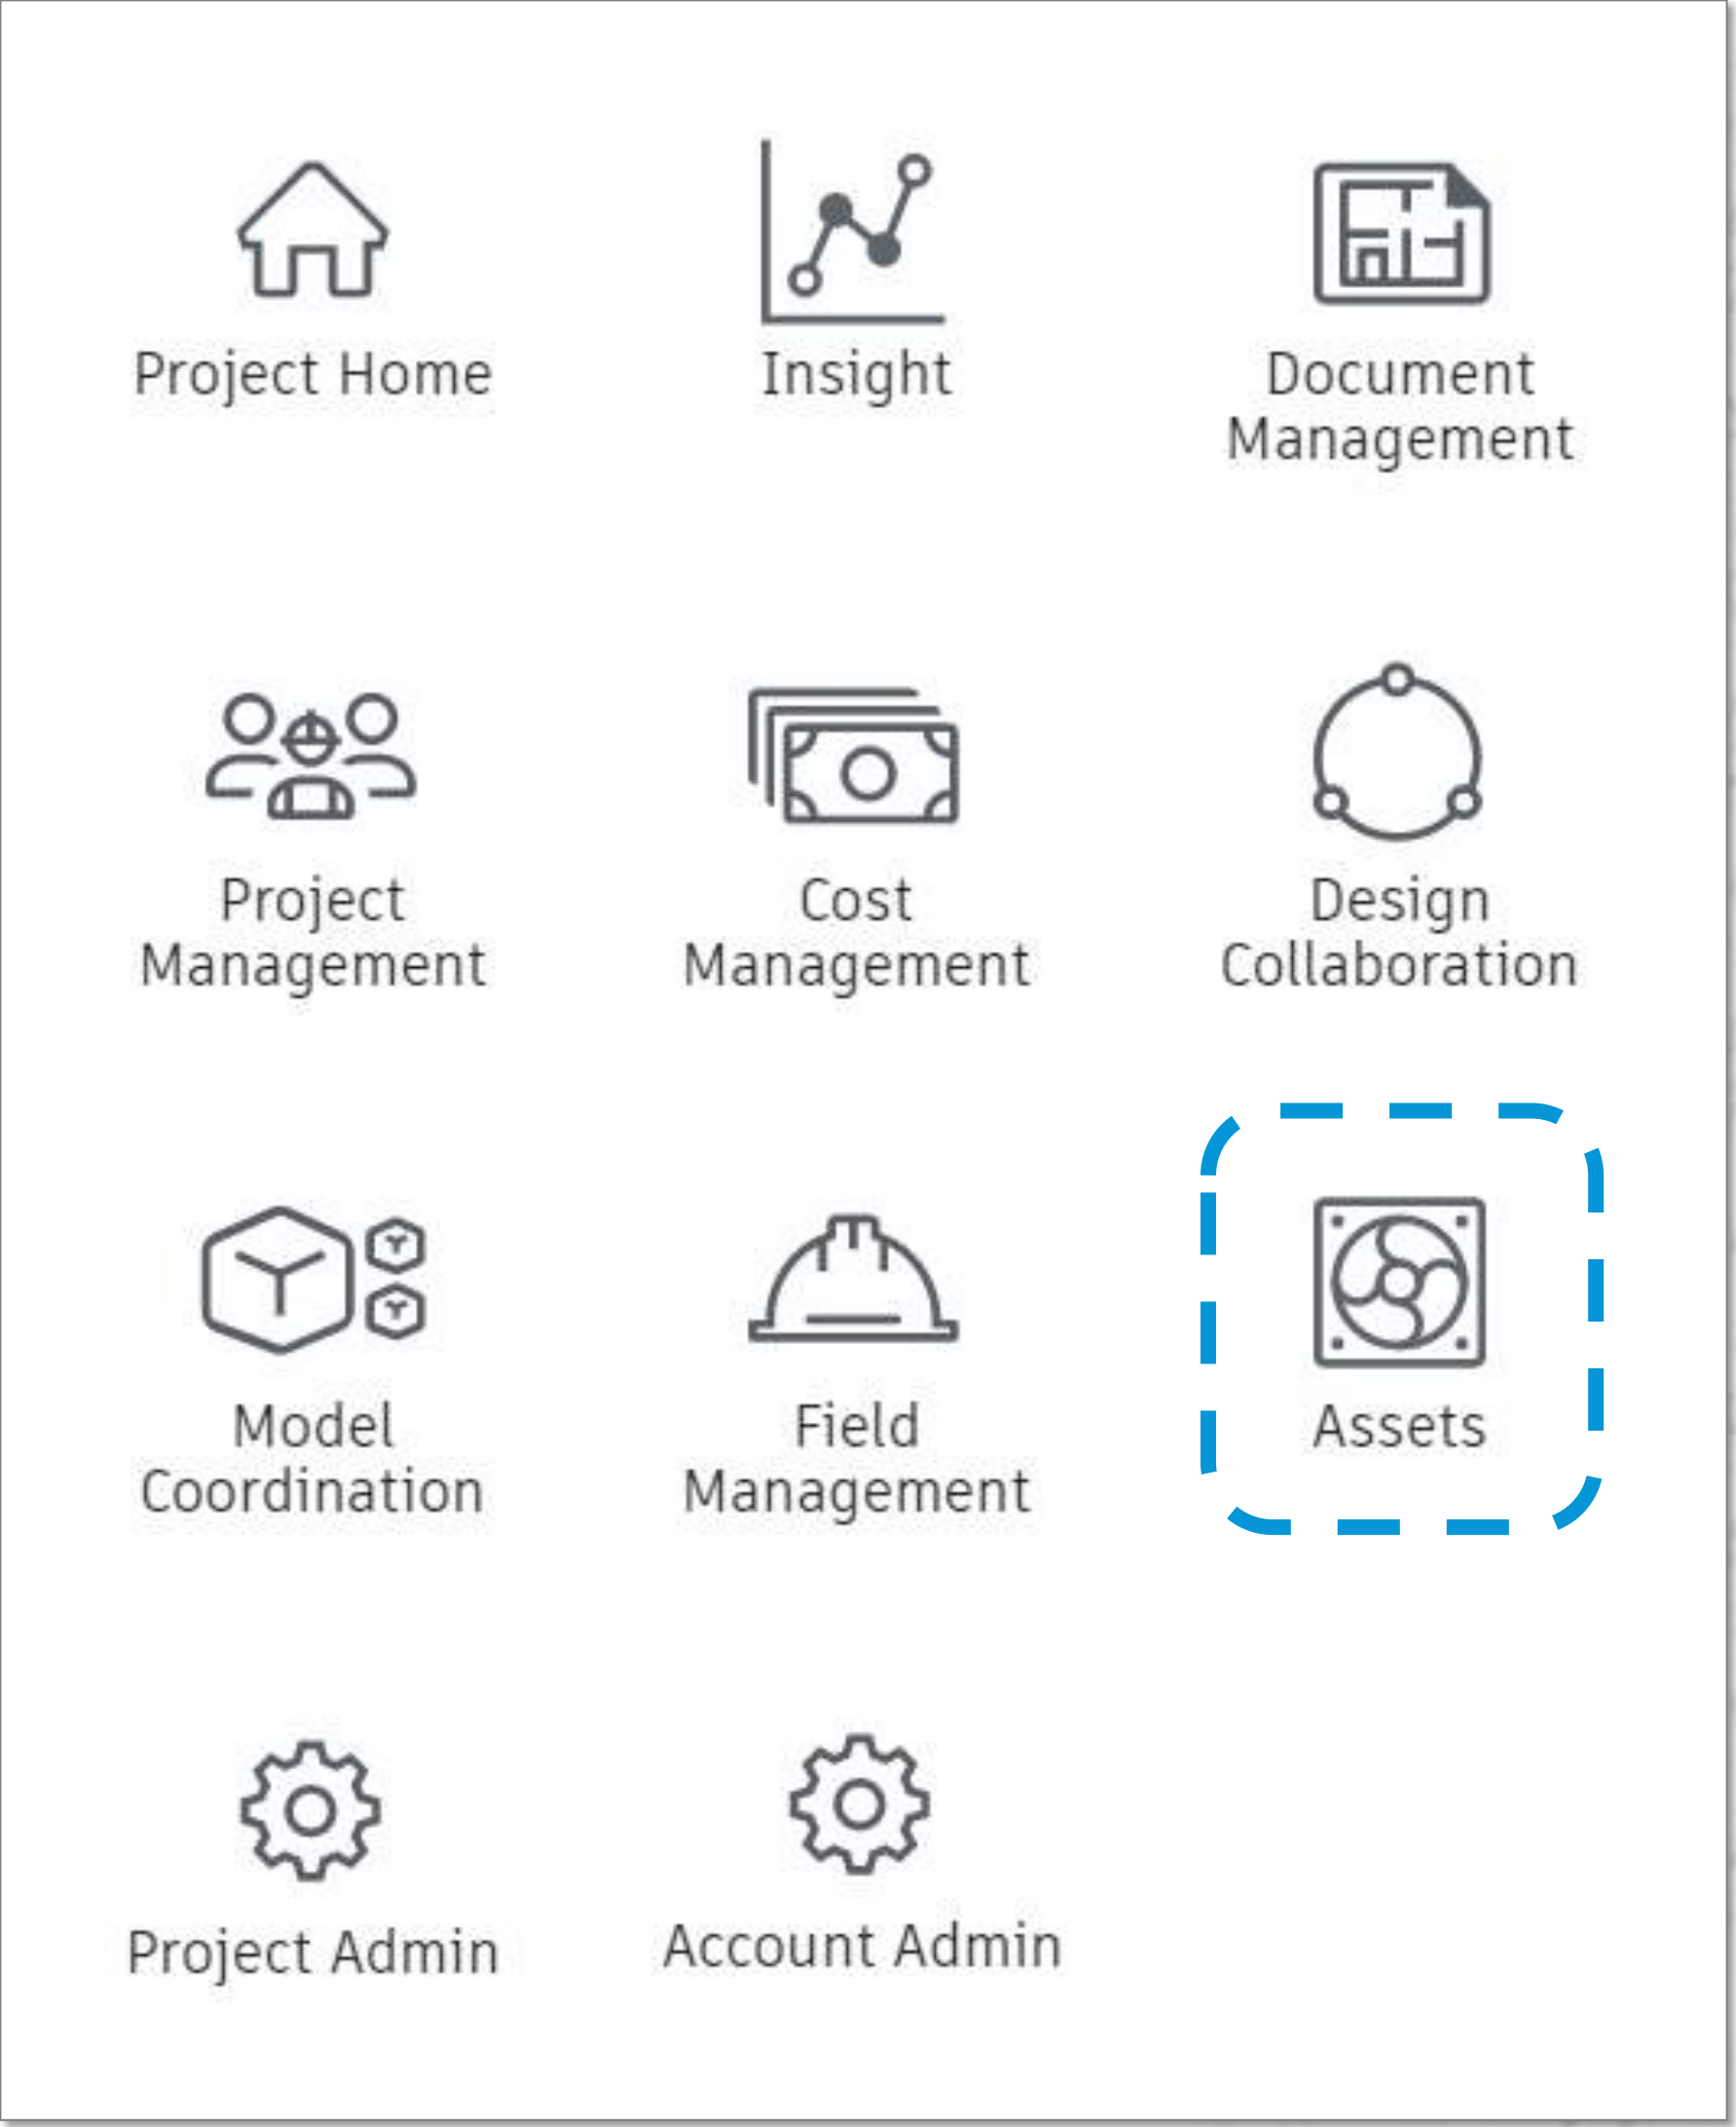 Project Home
Insight
Document
Management
Project
Management
Cost
Management
Design
Collaboration
Model
Coordination
Field
Management
Assets
Project Admin
Account Admin